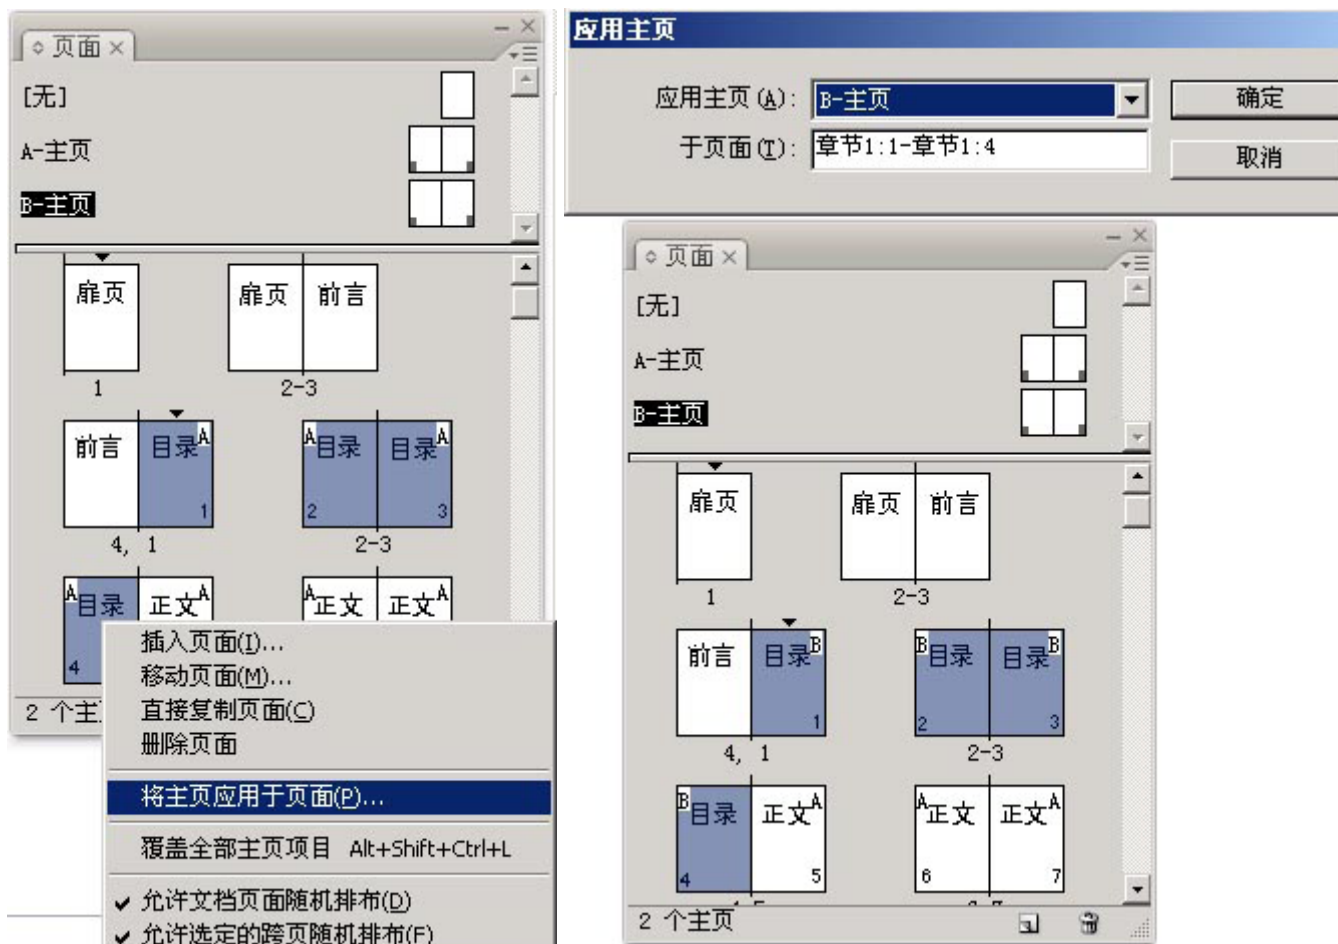 页面
[无]
A-主页
B-主页
扉页
扉页 前言
1
2-3
前言 目录 A
1
A 目录 目录 A
2 3
4, 1
2-3
A 目录 正文 A
4
A 正文 正文 A
2 个主
插入页面(I)...
移动页面(M)...
直接复制页面(C)
删除页面
将主页应用于页面(P)...
覆盖全部主页项目 Alt+Shift+Ctrl+L
允许文档页面随机排布(D)
允许选定的跨页随机排布(F)
应用主页
应用主页(A): B-主页
确定
于页面(T): 章节1:1-章节1:4
取消
页面
[无]
A-主页
B-主页
扉页
扉页 前言
1
2-3
前言 目录 B
1
B 目录 目录 B
2 3
4, 1
2-3
B 目录 正文 A
4 5
A 正文 正文 A
6 7
2 个主页